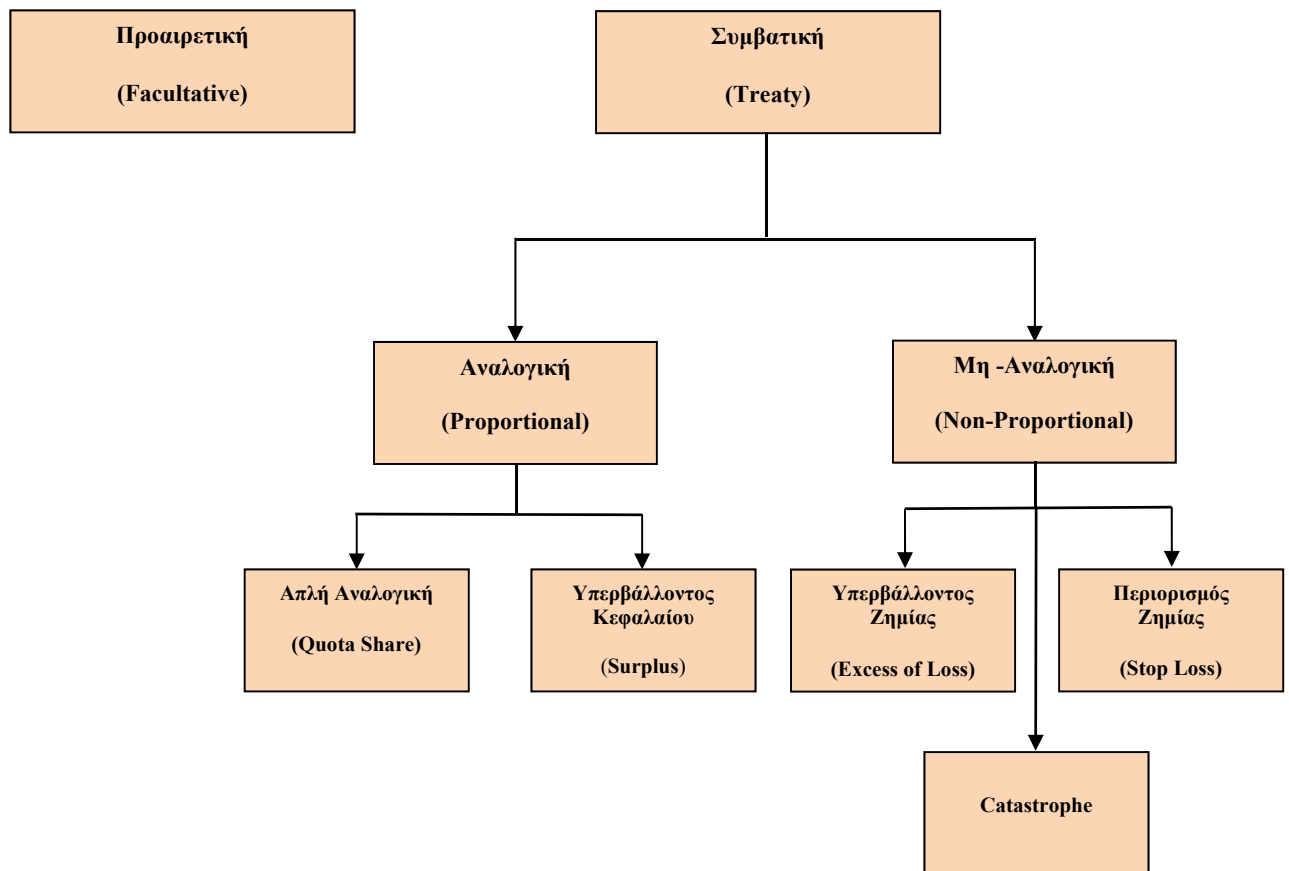 Προαιρετική
(Facultative)
Συμβατική
(Treaty)
Αναλογική
(Proportional)
Μη -Αναλογική
(Non-Proportional)
Απλή Αναλογική
(Quota Share)
Υπερβάλλοντος
Κεφαλαίου
(Surplus)
Υπερβάλλοντος
Ζημίας
(Excess of Loss)
Περιορισμός
Ζημίας
(Stop Loss)
Catastrophe